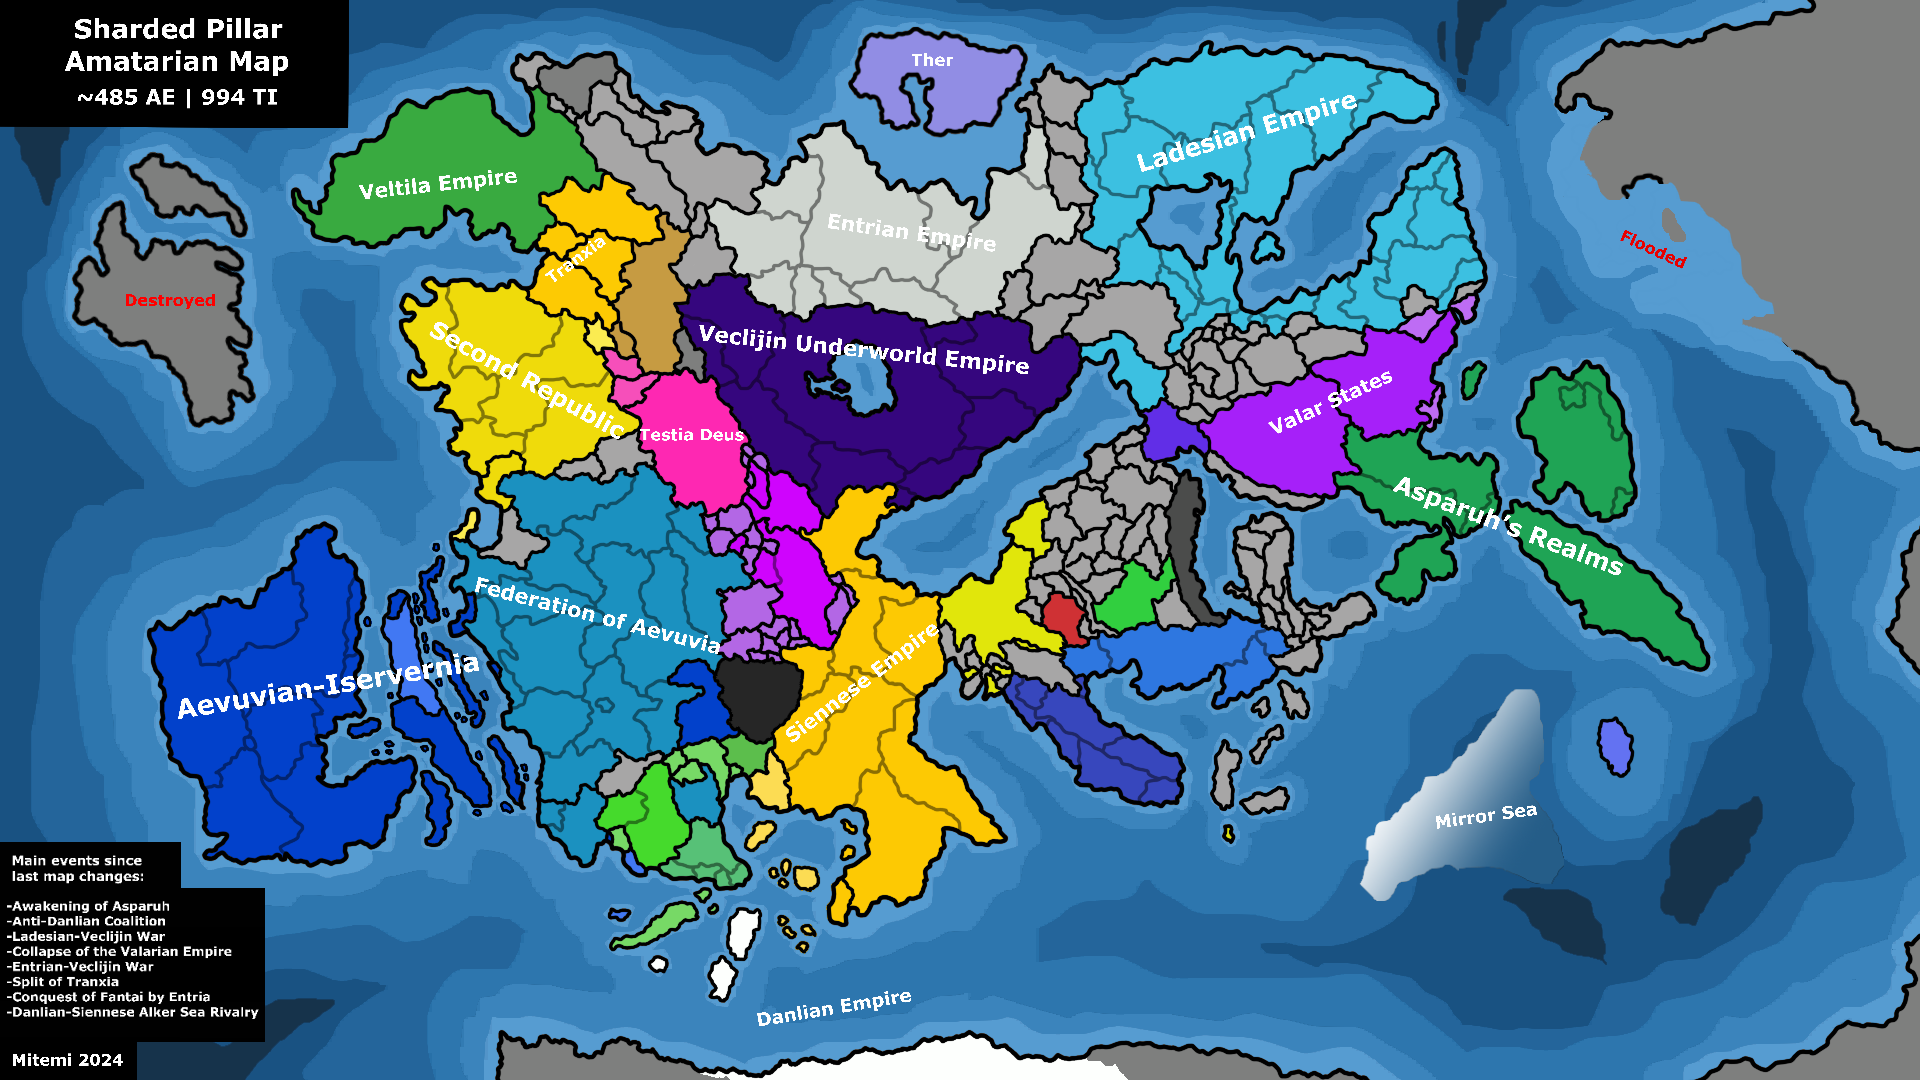 Sharded Pillar
Amatarian Map
~485 AE | 994 TI
Ther
Ladesian Empire
Veltila Empire
Entrian Empire
Tranxia
Flooded
Destroyed
Second Republic
Veclijin Underworld Empire
Valar States
Testia Deus
Asparuh's Realms
Federation of Aevuvia
Aevuvian-Iservernia
Siennese Empire
Mirror Sea
Danlian Empire
Main events since
last map changes:
-Awakening of Asparuh
-Anti-Danlian Coalition
-Ladesian-Veclijin War
-Collapse of the Valarian Empire
-Entrian-Veclijin War
-Split of Tranxia
-Conquest of Fantai by Entria
-Danlian-Siennese Alker Sea Rivalry
Mitemi 2024